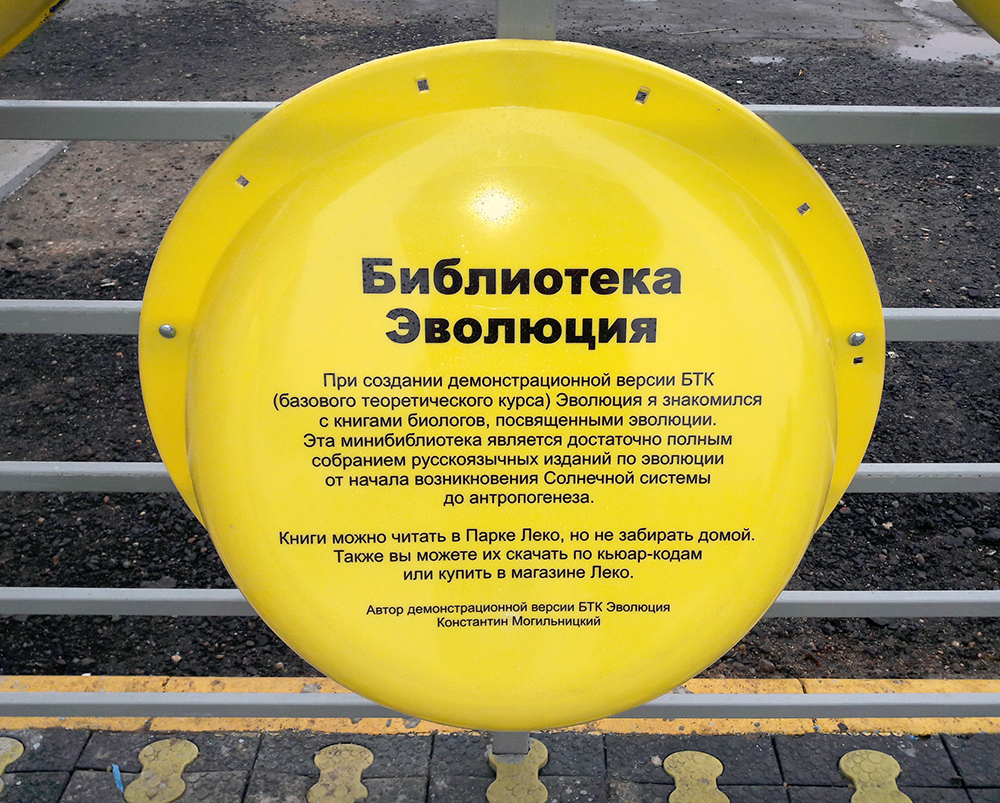 Библиотека
Эволюция
При создании демонстрационной версии БТК
(базового теоретического курса) Эволюция я знакомился
с книгами биологов, посвященными эволюции.
Эта минибиблиотека является достаточно полным
собранием русскоязычных изданий по эволюции
от начала возникновения Солнечной системы
до антропогенеза.
Книги можно читать в Парке Леко, но не забирать домой.
Также вы можете их скачать по кьюар-кодам
или купить в магазине Леко.
Автор демонстрационной версии БТК Эволюция
Константин Могильницкий